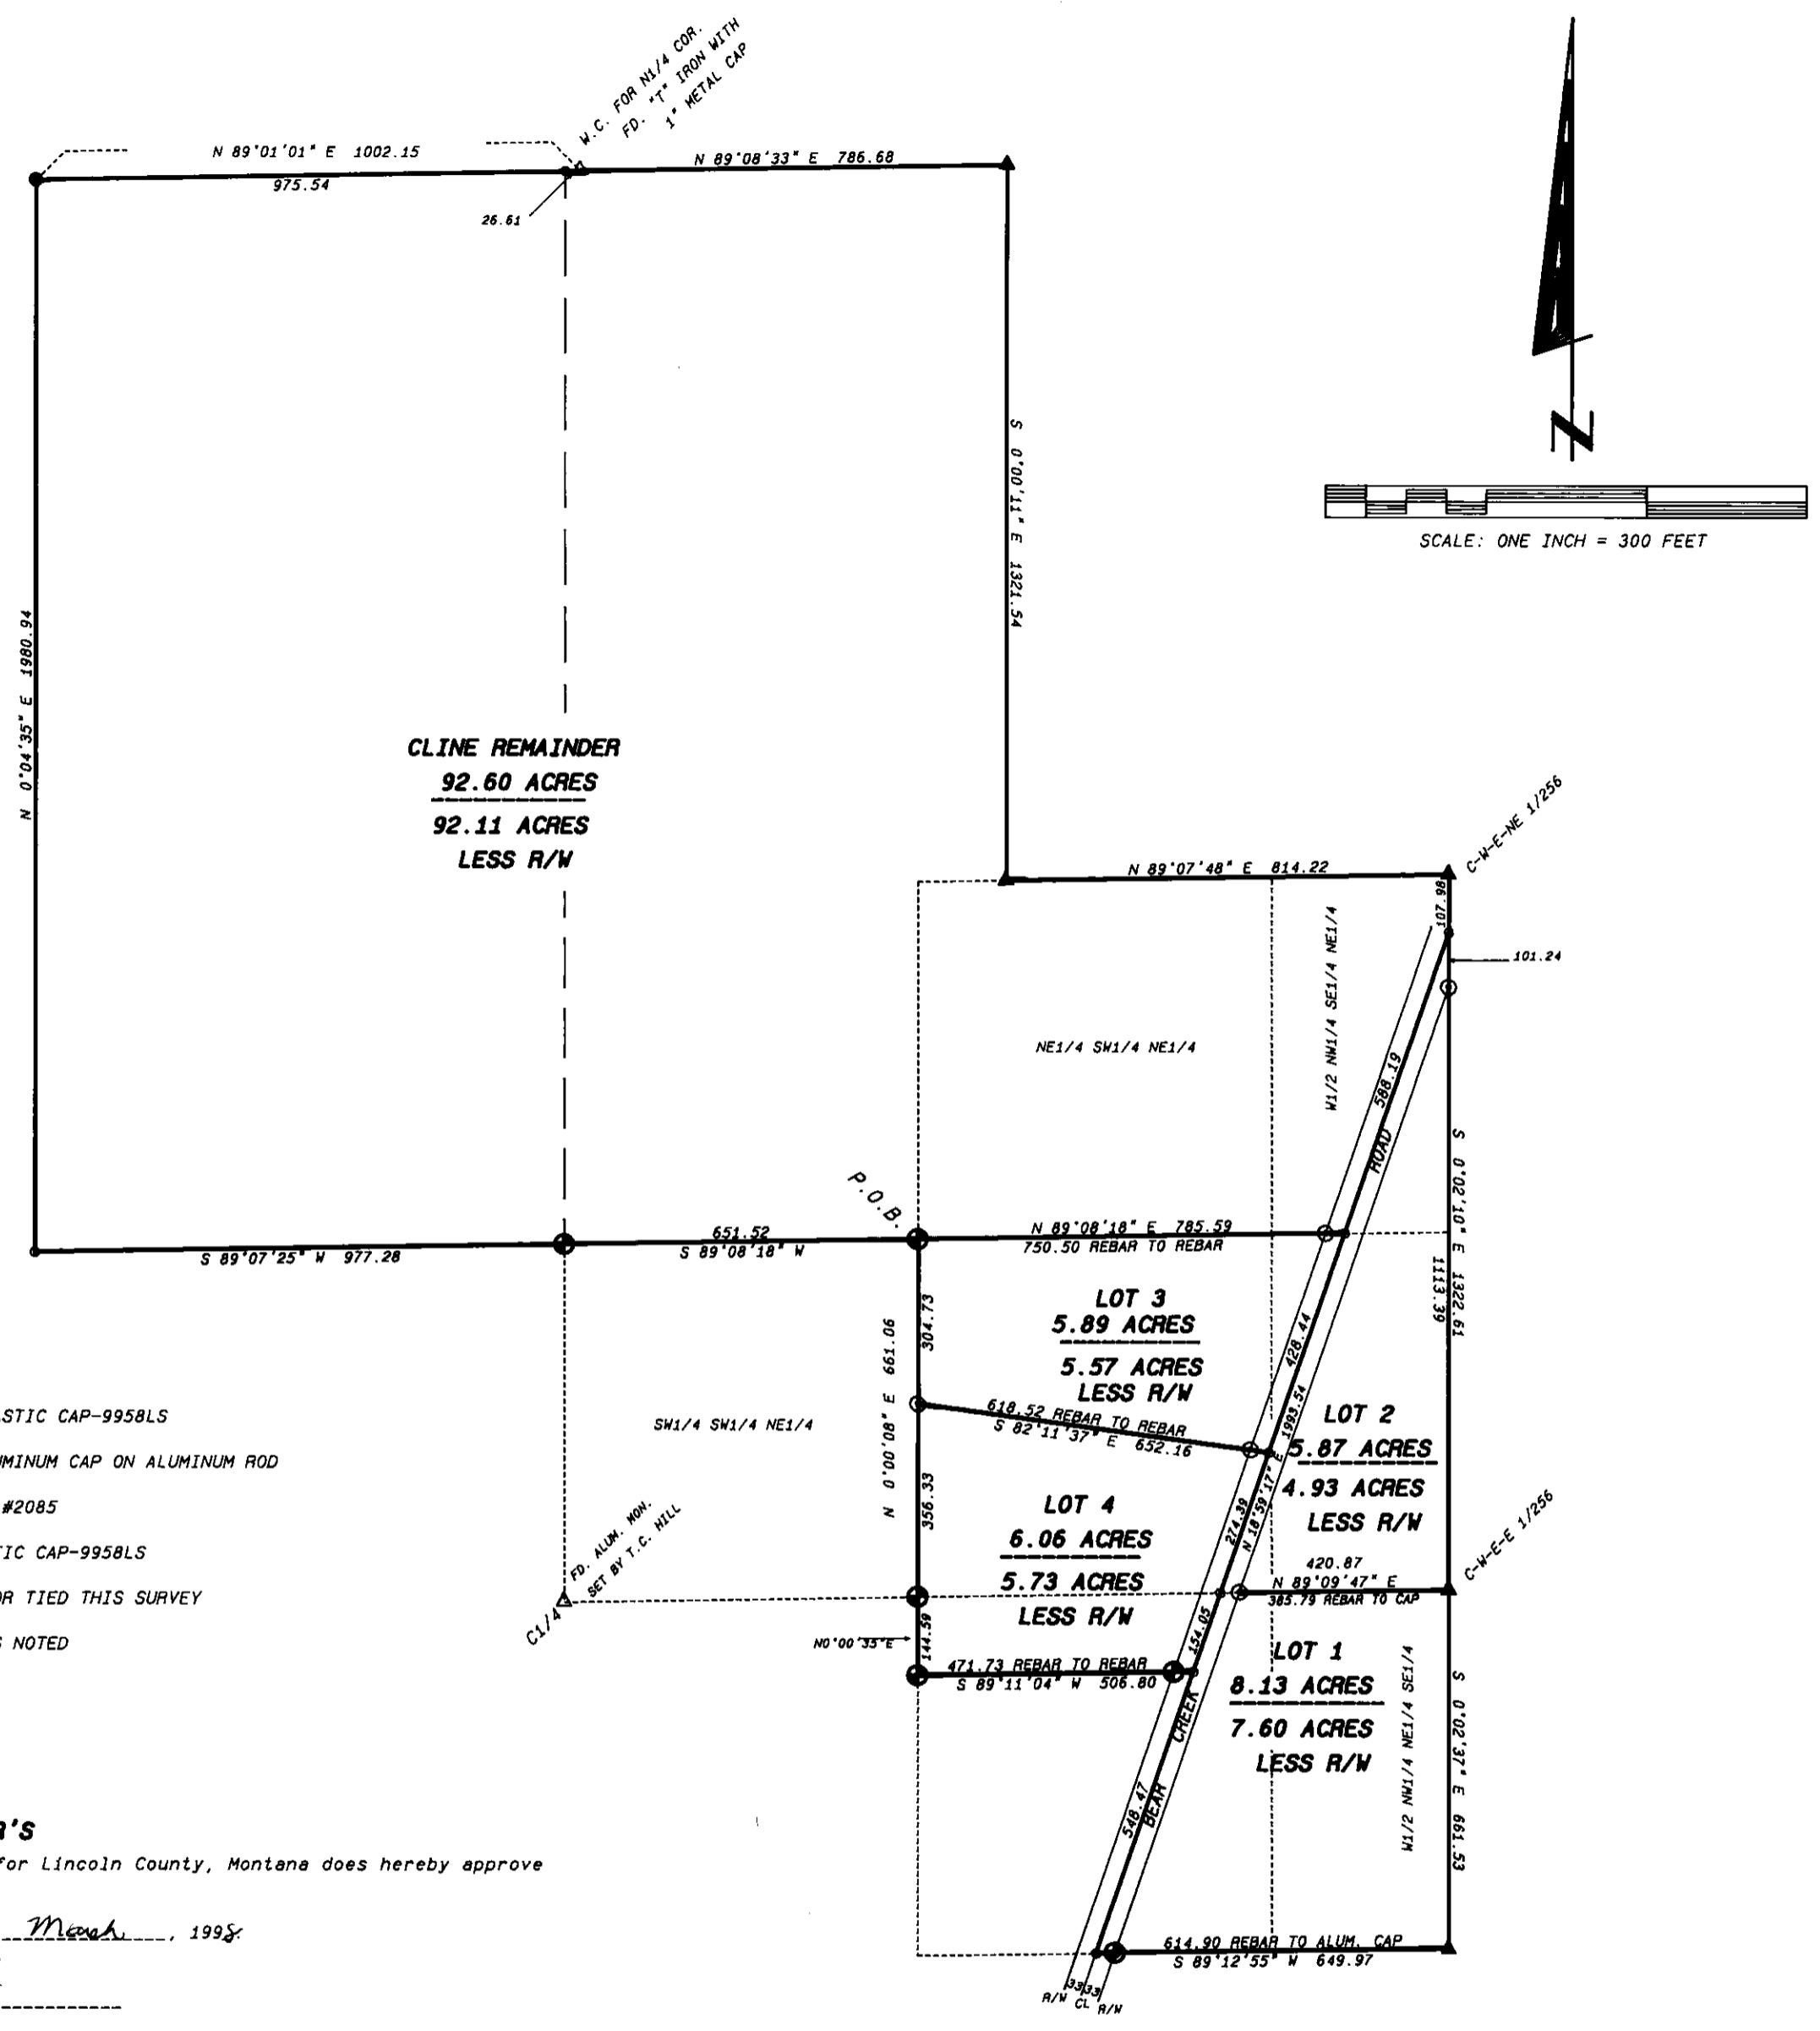 W.C. FOR N1/4 COR.
FD. "T" IRON WITH
1" METAL CAP
N 89°01'01" E 1002.15
975.54
26.61
N 89°08'33" E 786.68
N
SCALE: ONE INCH = 300 FEET
S 0°00'11" E 1321.54
N 0°04'35" E 1980.94
CLINE REMAINDER
92.60 ACRES
92.11 ACRES
LESS R/W
C-W-E-NE 1/256
N 89°07'48" E 814.22
107.98
101.24
W1/2 NW1/4 SE1/4 NE1/4
NE1/4 SW1/4 NE1/4
588.19
ROAD
S 0°02'10" E 1322.61
1113.39
P.O.B.
651.52
S 89°08'18" W
S 89°07'25" W 977.28
N 89°08'18" E 785.59
750.50 REBAR TO REBAR
LOT 3
5.89 ACRES
5.57 ACRES
LESS R/W
304.73
N 0°00'08" E 661.06
356.33
428.44
N 18°59'17" E 1993.54
618.52 REBAR TO REBAR
S 82°11'37" E 652.16
LOT 2
5.87 ACRES
4.93 ACRES
LESS R/W
SW1/4 SW1/4 NE1/4
LOT 4
6.06 ACRES
5.73 ACRES
LESS R/W
274.39
C-W-E-E 1/256
420.87
N 89°09'47" E
385.79 REBAR TO CAP
FD. ALUM. MON.
SET BY T.C. HILL
C1/4
N0°00'35"E
144.59
154.05
471.73 REBAR TO REBAR
S 89°11'04" W 506.80
LOT 1
8.13 ACRES
7.60 ACRES
LESS R/W
W1/2 NW1/4 NE1/4 SE1/4
S 0°02'37" E 661.53
CREEK
BEAR
548.47
614.90 REBAR TO ALUM. CAP
S 89°12'55" W 649.97
33 33
R/W CL R/W
STIC CAP-9958LS
MINUM CAP ON ALUMINUM ROD
#2085
TIC CAP-9958LS
OR TIED THIS SURVEY
S NOTED
R'S
for Lincoln County, Montana does hereby approve
March, 1998.